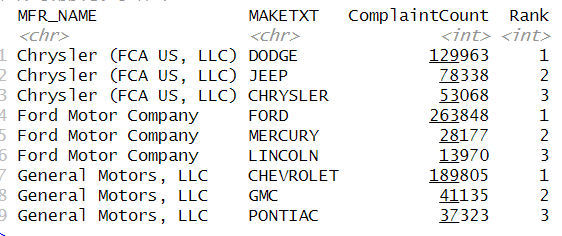 MFR_NAME MAKETXT ComplaintCount Rank
<chr> <chr> <int> <int>
1 Chrysler (FCA US, LLC) DODGE 129963 1
2 Chrysler (FCA US, LLC) JEEP 78338 2
3 Chrysler (FCA US, LLC) CHRYSLER 53068 3
4 Ford Motor Company FORD 263848 1
5 Ford Motor Company MERCURY 28177 2
6 Ford Motor Company LINCOLN 13970 3
7 General Motors, LLC CHEVROLET 189805 1
8 General Motors, LLC GMC 41135 2
9 General Motors, LLC PONTIAC 37323 3
>